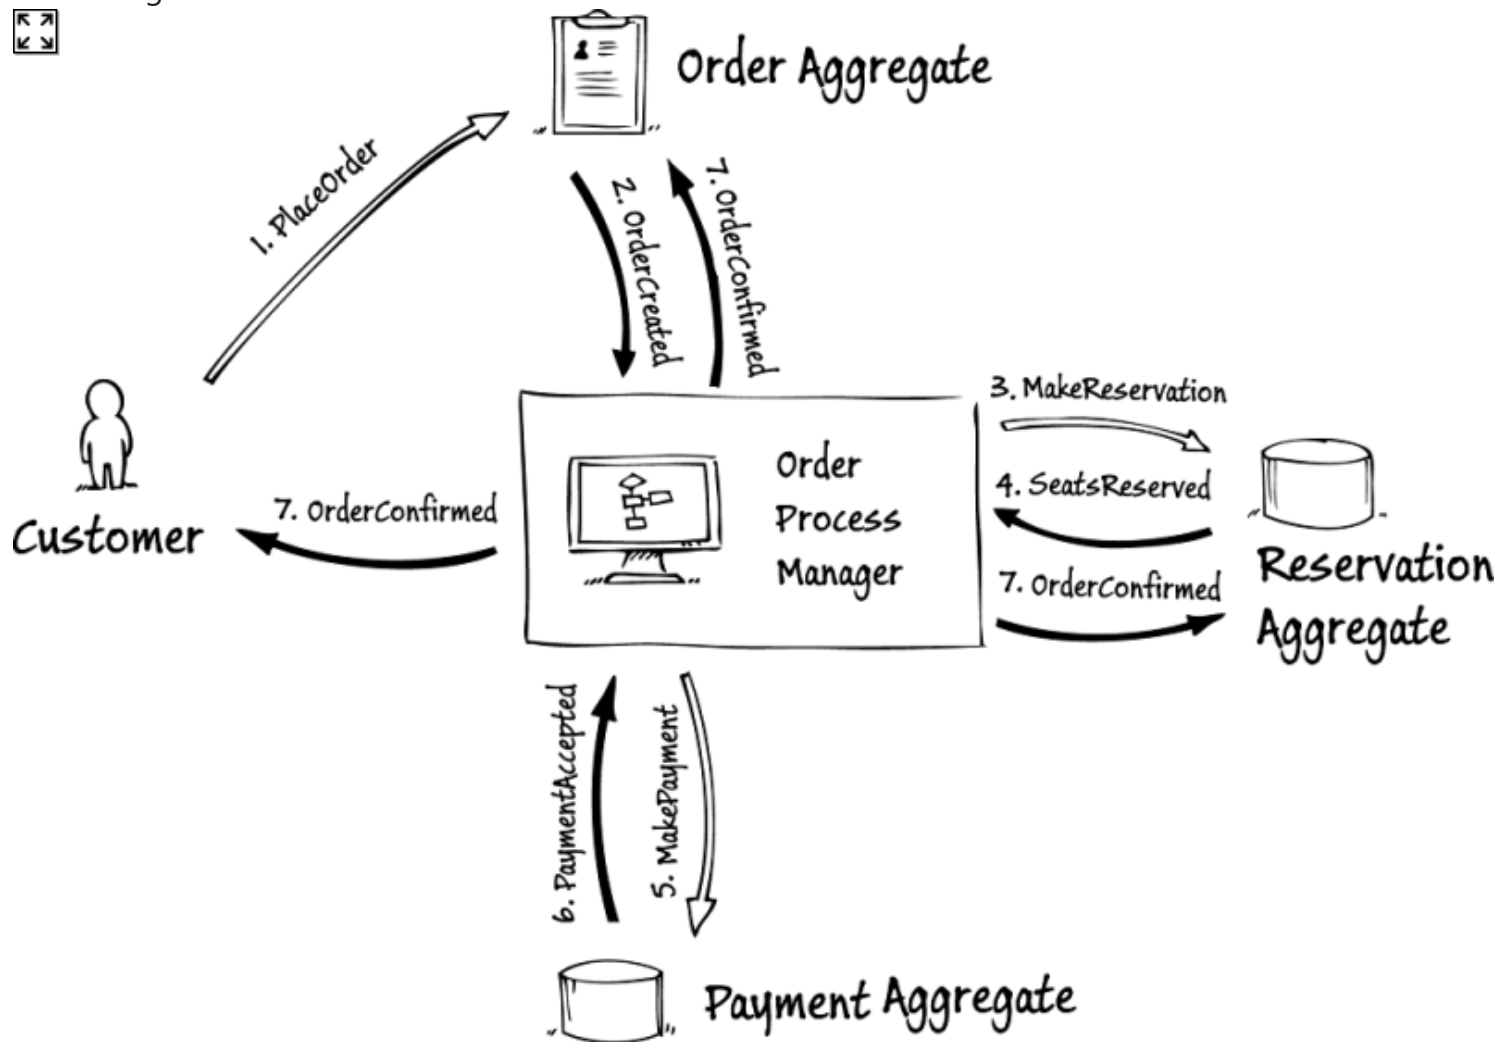 Order Aggregate
1. PlaceOrder
2. OrderCreated
7. OrderConfirmed
3. MakeReservation
4. SeatsReserved
7. OrderConfirmed
Order
Process
Manager
7. OrderConfirmed
Customer
Reservation
Aggregate
6. PaymentAccepted
5. MakePayment
Payment Aggregate